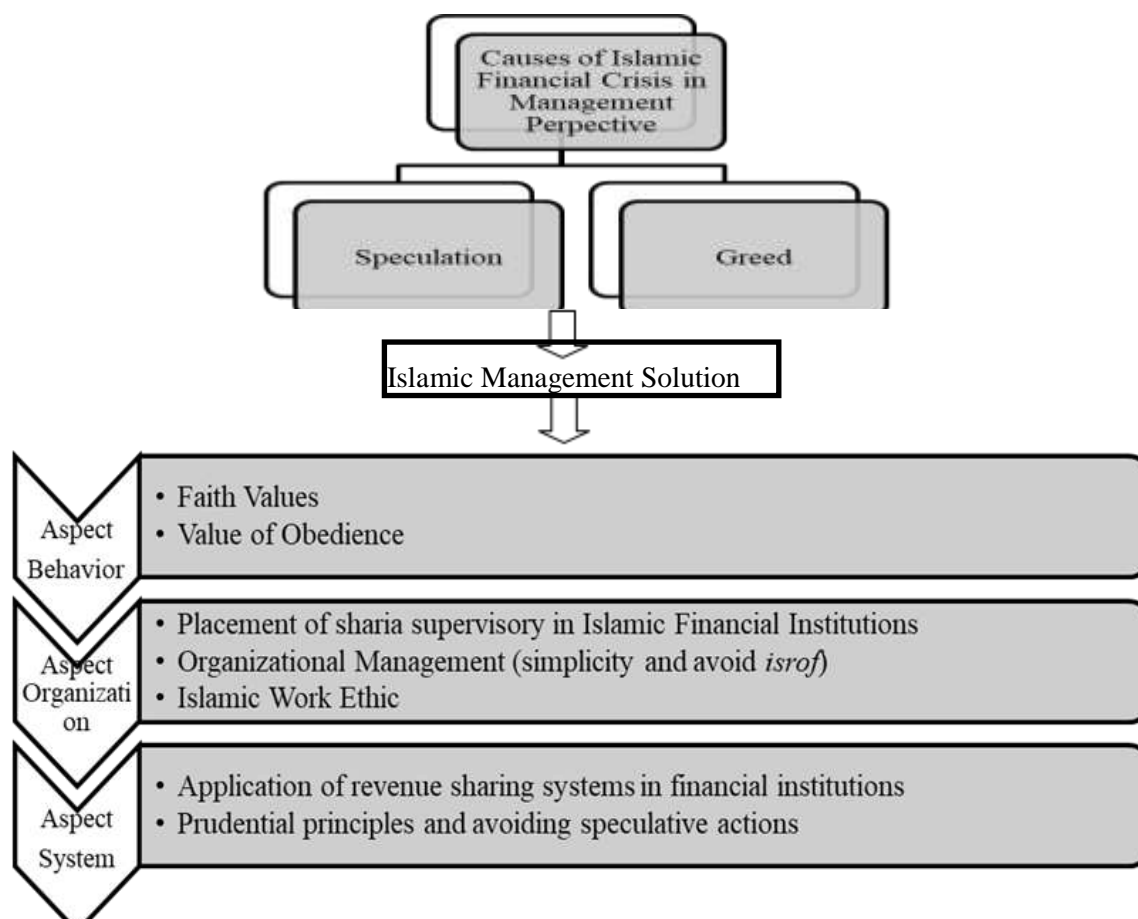 Causes of Islamic
Financial Crisis in
Management
Perpective
Speculation
Greed
Islamic Management Solution
Aspect
Behavior
• Faith Values
• Value of Obedience
Aspect
Organizati
on
• Placement of sharia supervisory in Islamic Financial Institutions
• Organizational Management (simplicity and avoid isrof)
• Islamic Work Ethic
Aspect
System
• Application of revenue sharing systems in financial institutions
• Prudential principles and avoiding speculative actions